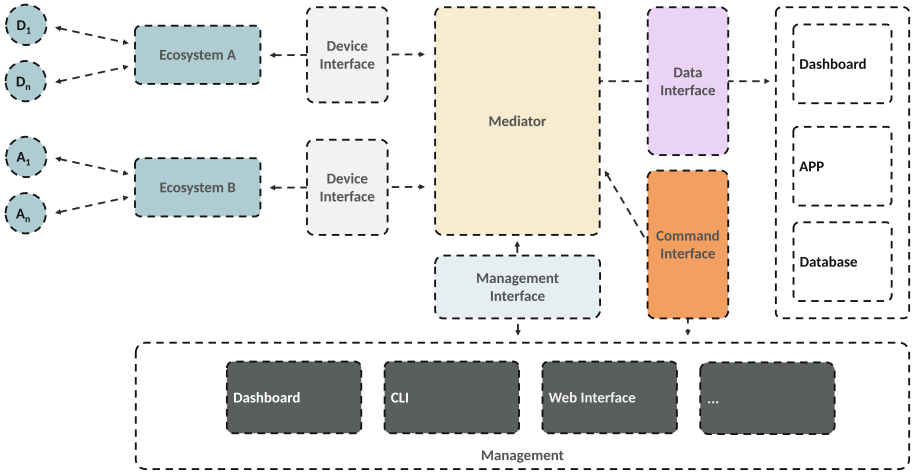 D1
Dn
Ecosystem A
Device
Interface
A1
An
Ecosystem B
Device
Interface
Mediator
Management
Interface
Data
Interface
Command
Interface
Dashboard
APP
Database
Dashboard
CLI
Web Interface
...
Management